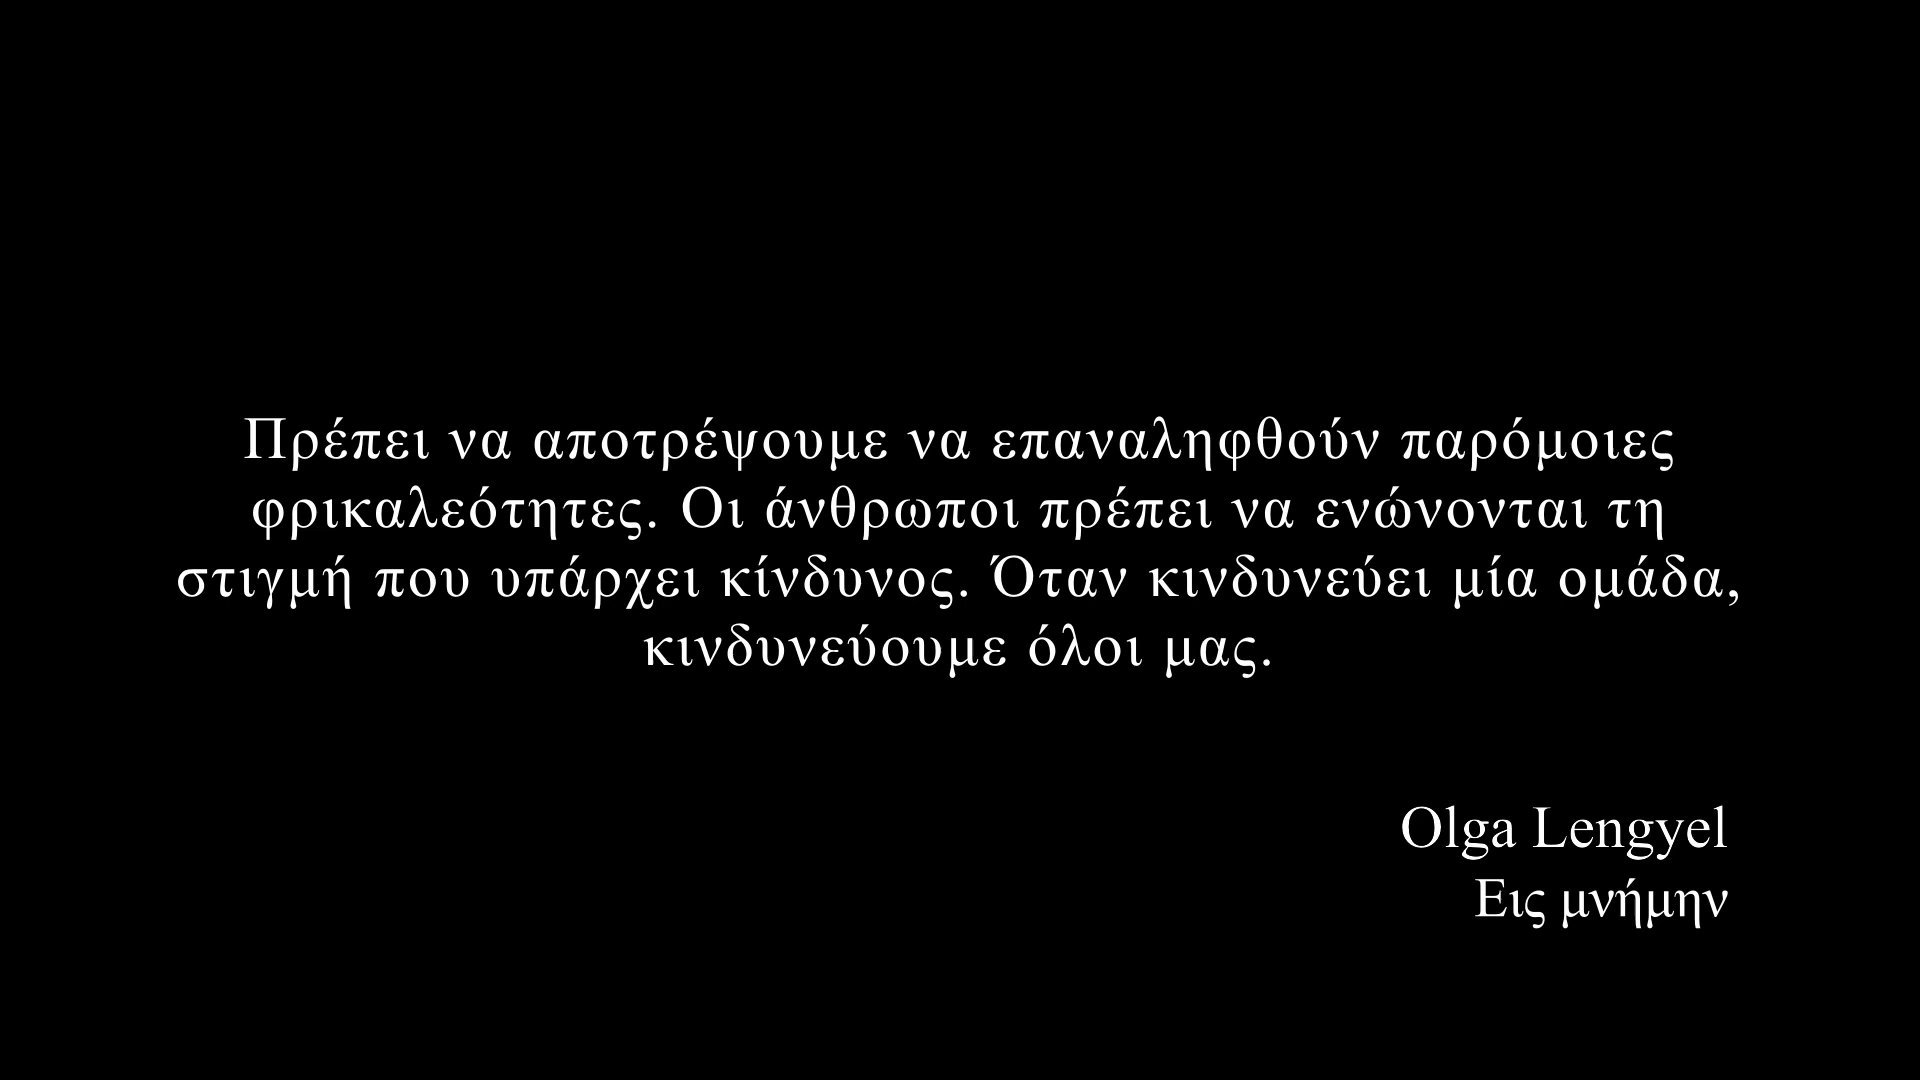 Πρέπει να αποτρέψουμε να επαναληφθούν παρόμοιες
φρικαλεότητες. Οι άνθρωποι πρέπει να ενώνονται τη
στιγμή που υπάρχει κίνδυνος. Όταν κινδυνεύει μία ομάδα,
κινδυνεύουμε όλοι μας.
Olga Lengyel
Εις μνήμην